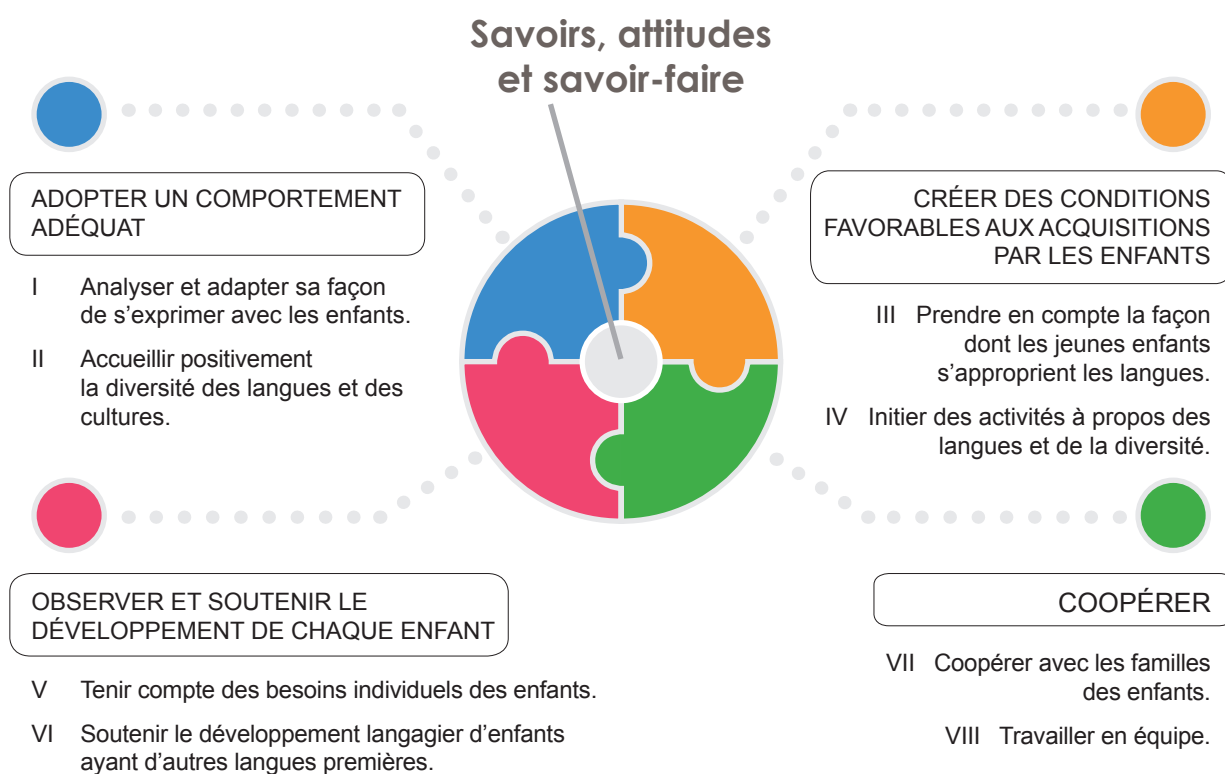 Savoirs, attitudes
et savoir-faire
ADOPTER UN COMPORTEMENT
ADÉQUAT
I Analyser et adapter sa façon
de s’exprimer avec les enfants.
II Accueillir positivement
la diversité des langues et des
cultures.
CRÉER DES CONDITIONS
FAVORABLES AUX ACQUISITIONS
PAR LES ENFANTS
III Prendre en compte la façon
dont les jeunes enfants
s’approprient les langues.
IV Initier des activités à propos des
langues et de la diversité.
OBSERVER ET SOUTENIR LE
DÉVELOPPEMENT DE CHAQUE ENFANT
V Tenir compte des besoins individuels des enfants.
VI Soutenir le développement langagier d’enfants
ayant d’autres langues premières.
COOPÉRER
VII Coopérer avec les familles
des enfants.
VIII Travailler en équipe.